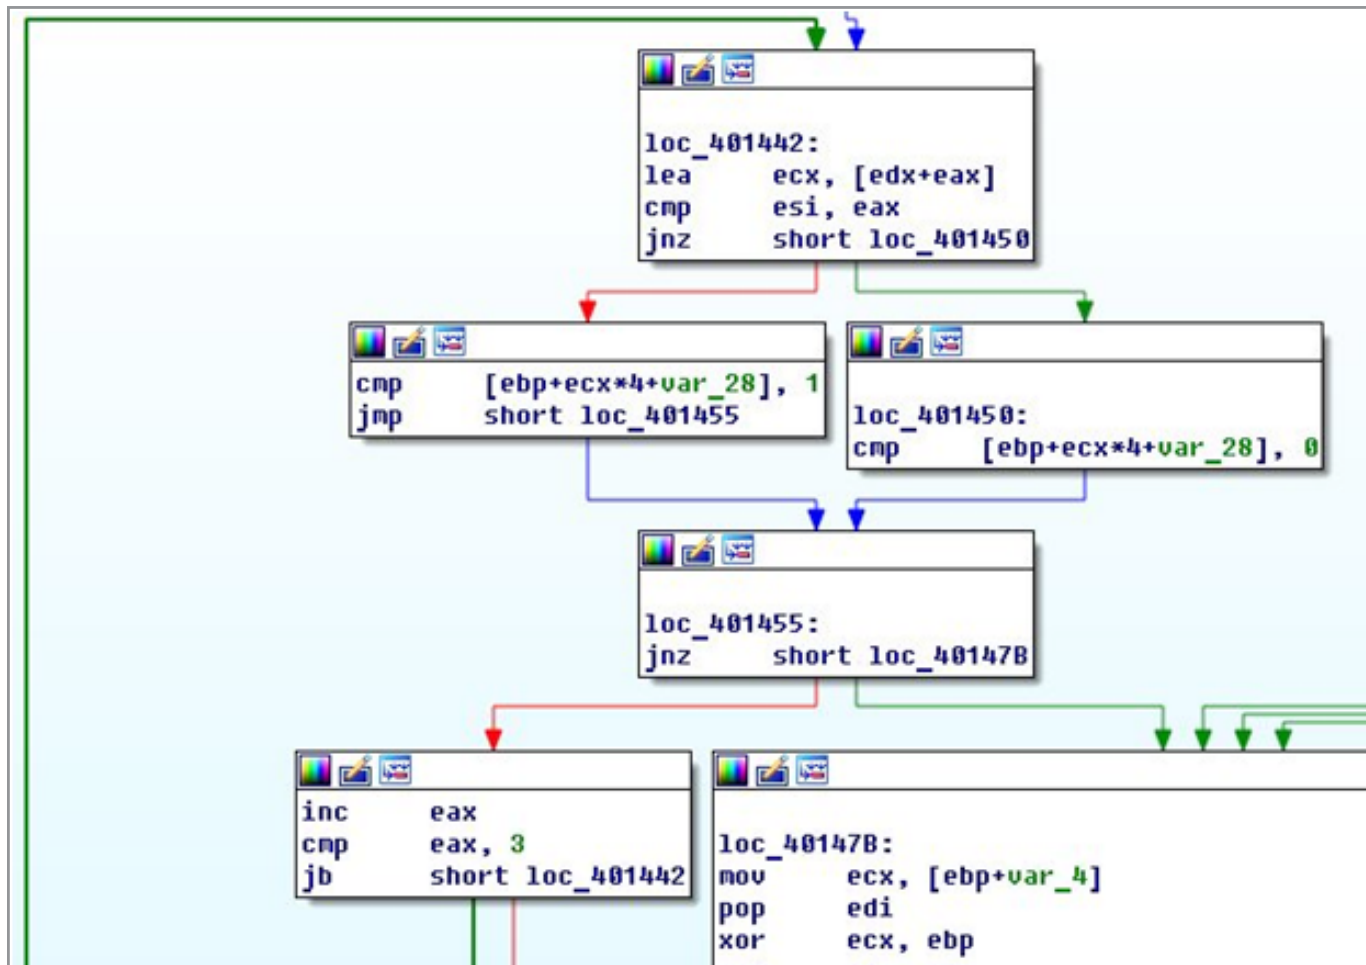 loc_401442:
lea ecx, [edx+eax]
cmp esi, eax
jnz short loc_401450
cmp [ebp+ecx*4+var_28], 1
jmp short loc_401455
loc_401450:
cmp [ebp+ecx*4+var_28], 0
loc_401455:
jnz short loc_40147B
inc eax
cmp eax, 3
jb short loc_401442
loc_40147B:
mov ecx, [ebp+var_4]
pop edi
xor ecx, ebp